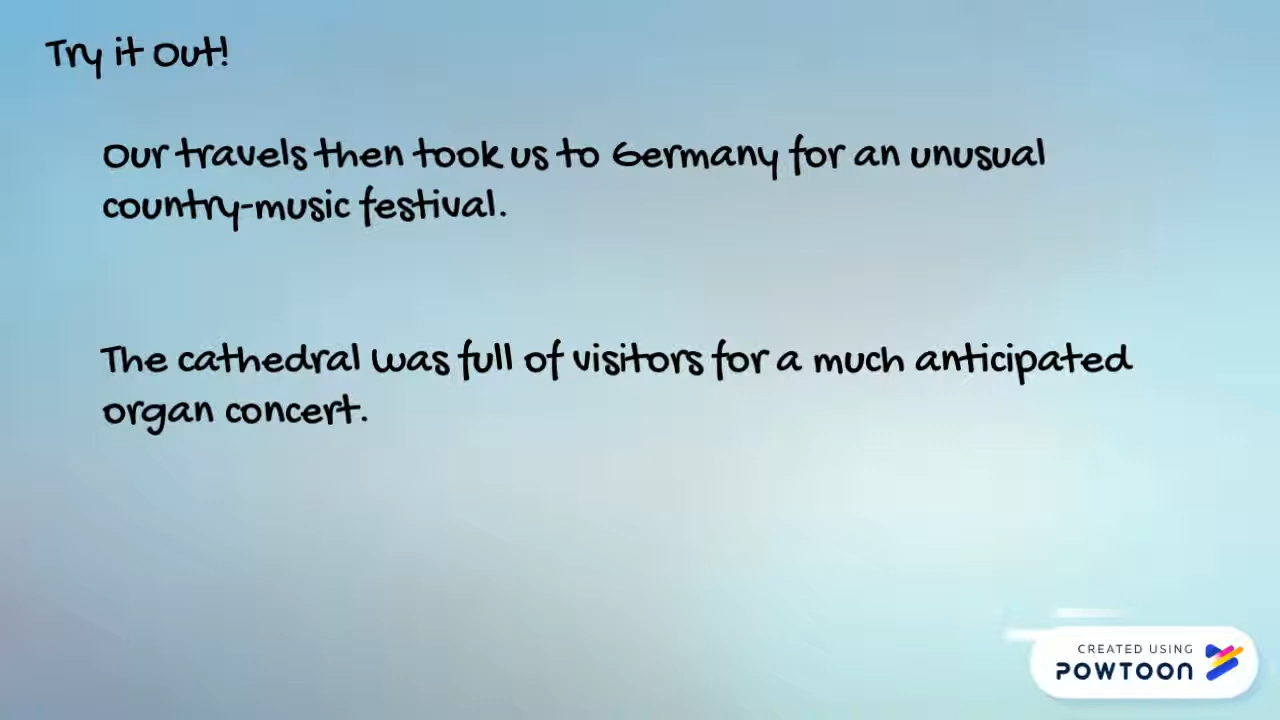 Try it Out!
Our travels then took us to Germany for an unusual
country-music festival.
The cathedral was full of visitors for a much anticipated
organ concert.
CREATED USING
POWTOON